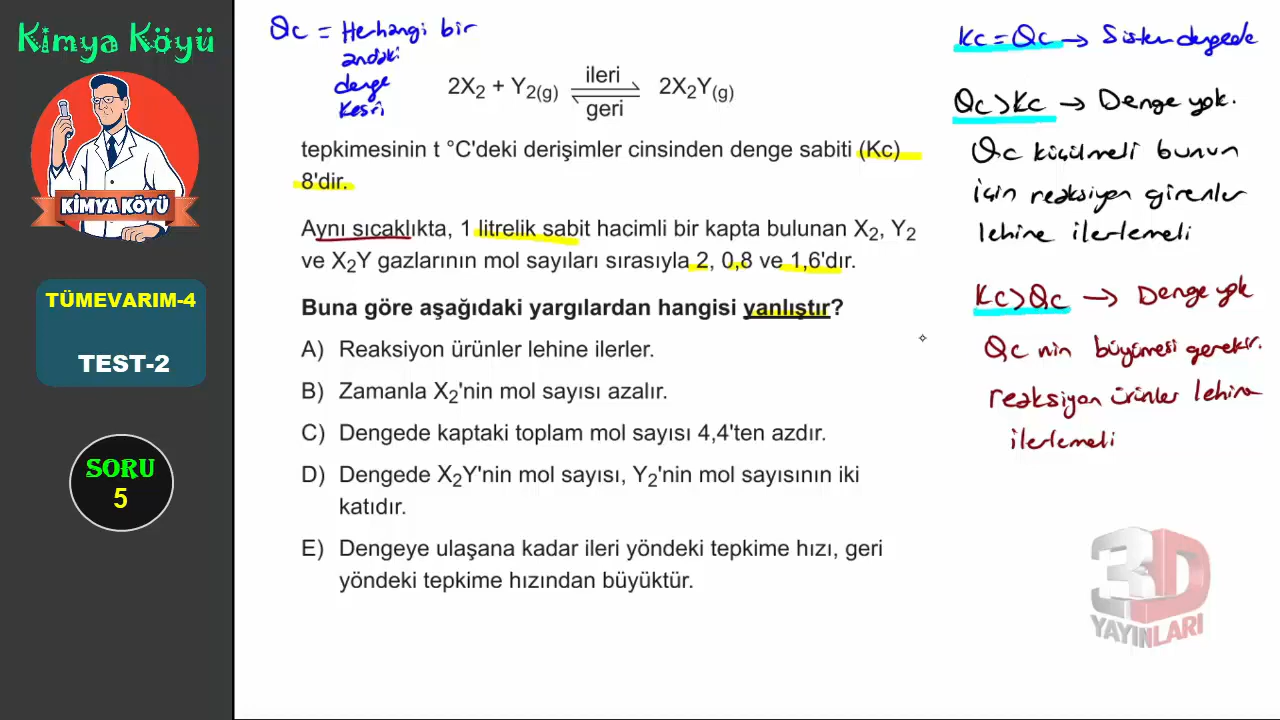 Kimya Köyü
KİMYA KÖYÜ
TÜMEVARIM-4
TEST-2
SORU
5
Qc = Herhangi bir
andaki
denge
kesri
2X₂ + Y₂(g) ⇌ 2X₂Y(g)
ileri
geri
tepkimesinin t °C'deki derişimler cinsinden denge sabiti (Kc)
8'dir.
Aynı sıcaklıkta, 1 litrelik sabit hacimli bir kapta bulunan X₂, Y₂
ve X₂Y gazlarının mol sayıları sırasıyla 2, 0,8 ve 1,6'dır.
Buna göre aşağıdaki yargılardan hangisi yanlıştır?
A) Reaksiyon ürünler lehine ilerler.
B) Zamanla X₂'nin mol sayısı azalır.
C) Dengede kaptaki toplam mol sayısı 4,4'ten azdır.
D) Dengede X₂Y'nin mol sayısı, Y₂'nin mol sayısının iki
katıdır.
E) Dengeye ulaşana kadar ileri yöndeki tepkime hızı, geri
yöndeki tepkime hızından büyüktür.
Kc = Qc → Sistem dengede
Qc > Kc → Denge yok.
Qc küçülmeli bunun
için reaksiyon girenler
lehine ilerlemeli
Kc > Qc → Denge yok
Qc nin büyümesi gerekir.
reaksiyon ürünler lehine
ilerlemeli
3D
YAYINLARI